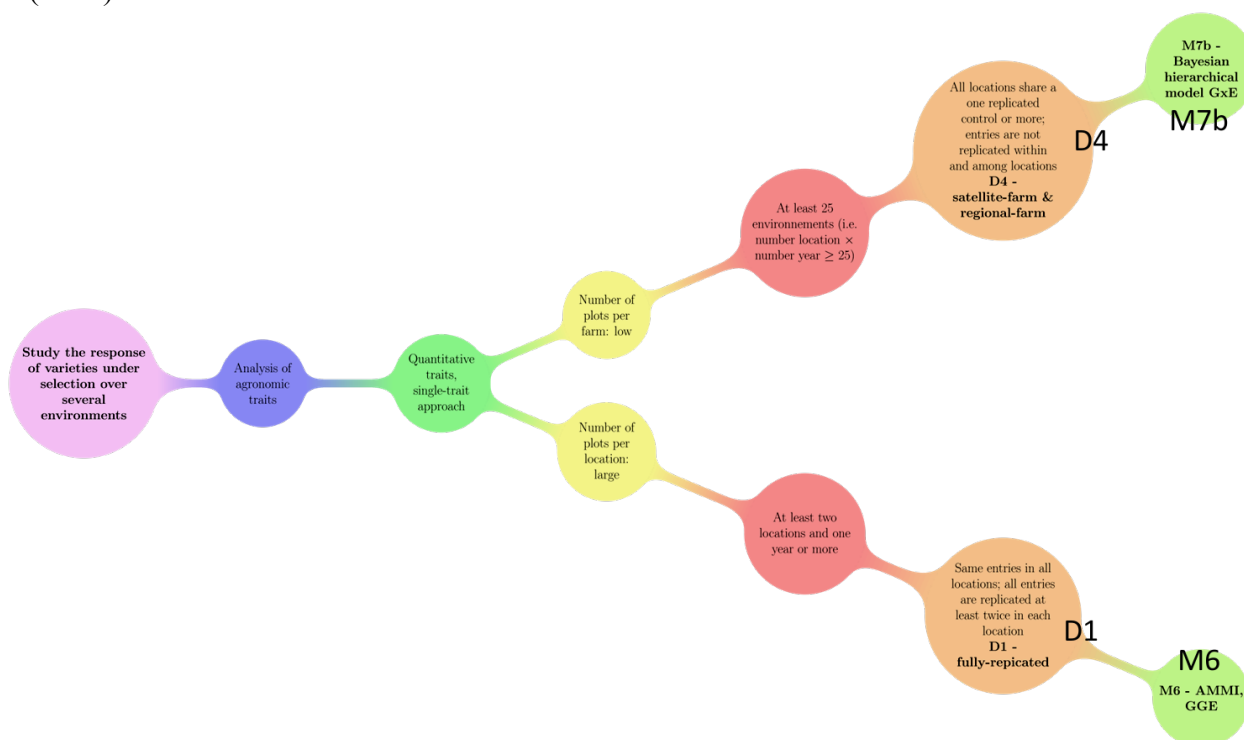 Study the response
of varieties under
selection over
several
environments
Analysis of
agronomic
traits
Quantitative
traits,
single-trait
approach
Number of
plots per
farm: low
At least 25
environnements (i.e.
number location ×
number year ≥ 25)
All locations share a
one replicated
control or more;
entries are not
replicated within
and among locations
D4 -
satellite-farm &
regional-farm
D4
M7b -
Bayesian
hierarchical
model GxE
M7b
Number of
plots per
location:
large
At least two
locations and one
year or more
Same entries in all
locations; all entries
are replicated at
least twice in each
location
D1 -
fully-repicated
D1
M6
M6 - AMMI,
GGE